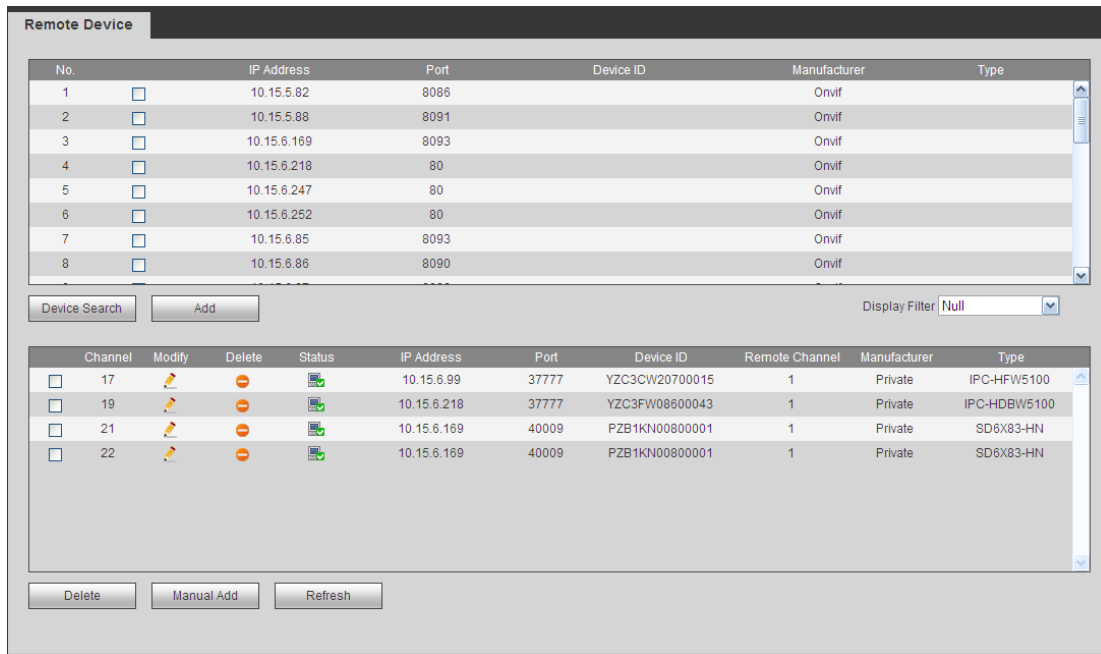 Remote Device
No. IP Address Port Device ID Manufacturer Type
1 10.15.5.82 8086 Onvif
2 10.15.5.88 8091 Onvif
3 10.15.6.169 8093 Onvif
4 10.15.6.218 80 Onvif
5 10.15.6.247 80 Onvif
6 10.15.6.252 80 Onvif
7 10.15.6.85 8093 Onvif
8 10.15.6.86 8090 Onvif
Device Search Add Display Filter Null
Channel Modify Delete Status IP Address Port Device ID Remote Channel Manufacturer Type
17 10.15.6.99 37777 YZC3CW20700015 1 Private IPC-HFW5100
19 10.15.6.218 37777 YZC3FW08600043 1 Private IPC-HDBW5100
21 10.15.6.169 40009 PZB1KN00800001 1 Private SD6X83-HN
22 10.15.6.169 40009 PZB1KN00800001 1 Private SD6X83-HN
Delete Manual Add Refresh